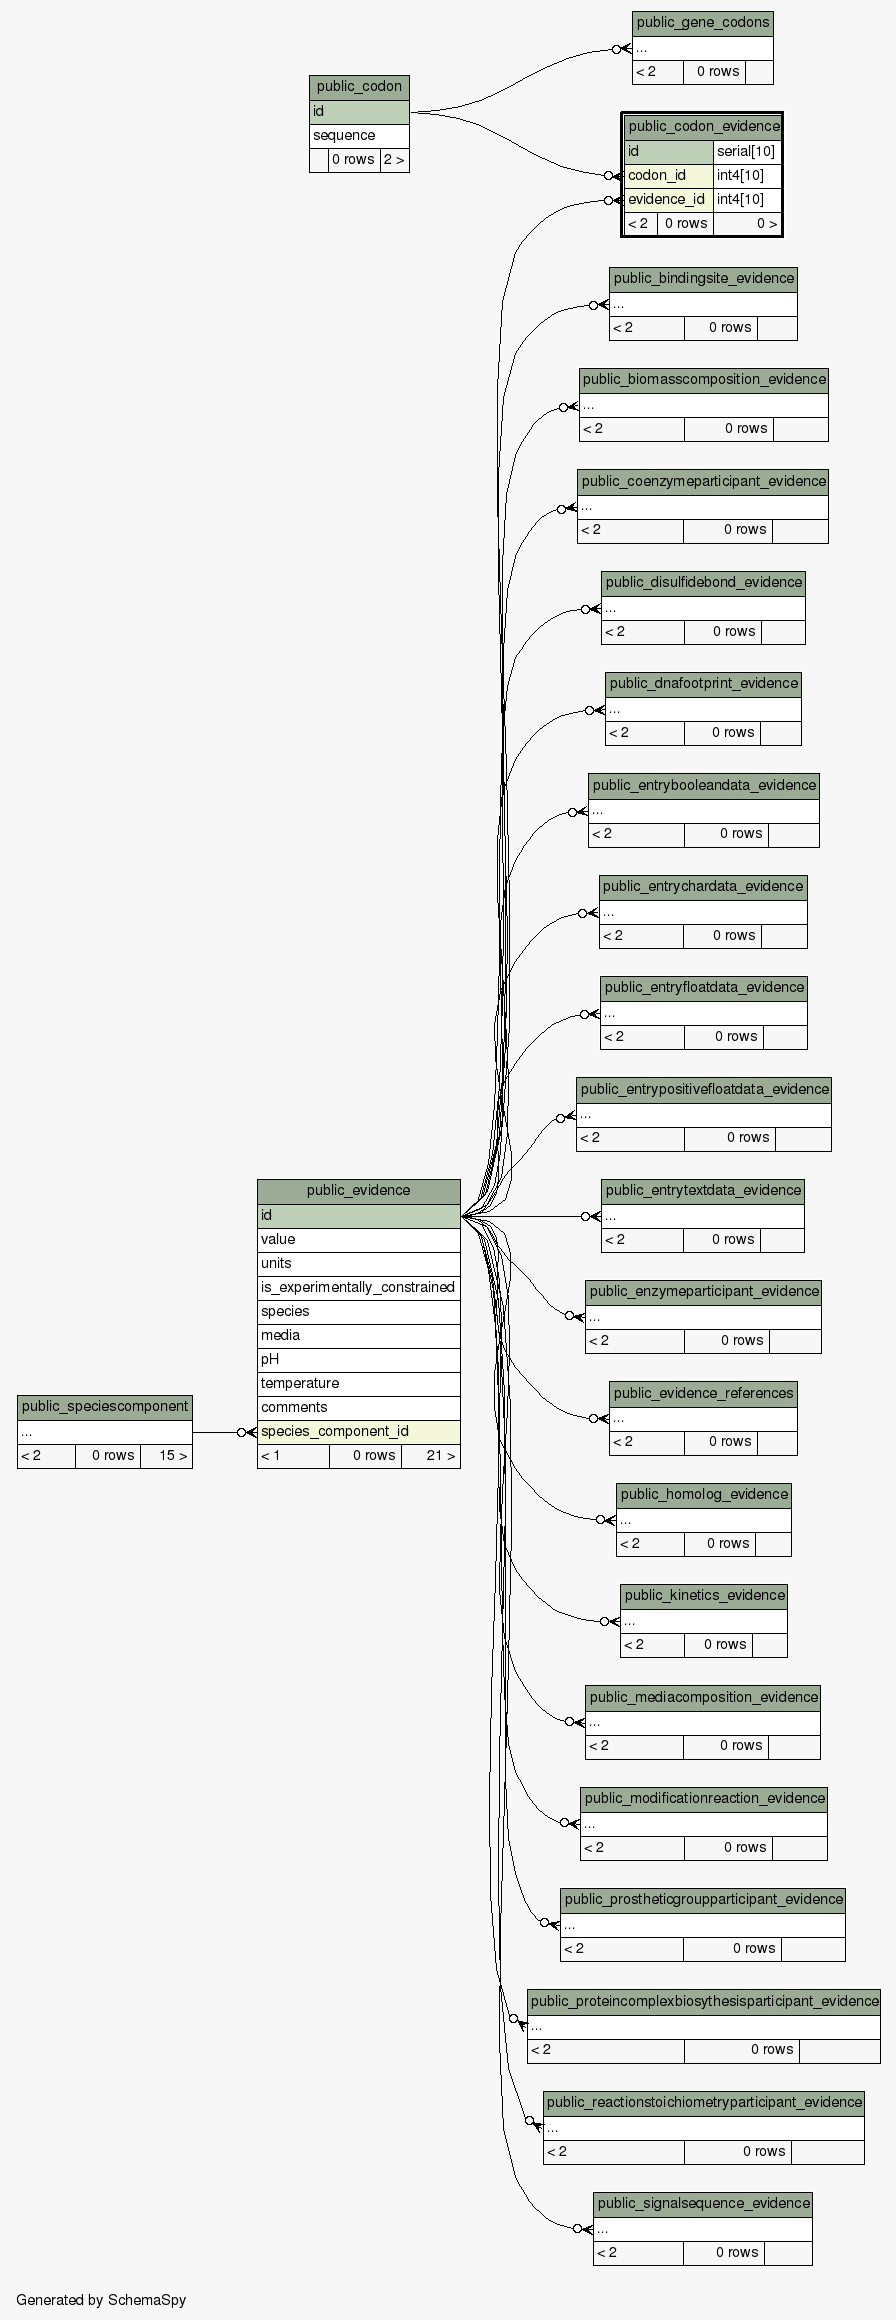 public_gene_codons
...
< 2 0 rows
public_codon
id
sequence
0 rows 2 >
public_codon_evidence
id serial[10]
codon_id int4[10]
evidence_id int4[10]
< 2 0 rows 0 >
public_bindingsite_evidence
...
< 2 0 rows
public_biomasscomposition_evidence
...
< 2 0 rows
public_coenzymeparticipant_evidence
...
< 2 0 rows
public_disulfidebond_evidence
...
< 2 0 rows
public_dnafootprint_evidence
...
< 2 0 rows
public_entrybooleandata_evidence
...
< 2 0 rows
public_entrychardata_evidence
...
< 2 0 rows
public_entryfloatdata_evidence
...
< 2 0 rows
public_entrypositivefloatdata_evidence
...
< 2 0 rows
public_evidence
id
value
units
is_experimentally_constrained
species
media
pH
temperature
comments
species_component_id
< 1 0 rows 21 >
public_speciescomponent
...
< 2 0 rows 15 >
public_entrytextdata_evidence
...
< 2 0 rows
public_enzymeparticipant_evidence
...
< 2 0 rows
public_evidence_references
...
< 2 0 rows
public_homolog_evidence
...
< 2 0 rows
public_kinetics_evidence
...
< 2 0 rows
public_mediacomposition_evidence
...
< 2 0 rows
public_modificationreaction_evidence
...
< 2 0 rows
public_prostheticgroupparticipant_evidence
...
< 2 0 rows
public_proteincomplexbiosythesisparticipant_evidence
...
< 2 0 rows
public_reactionstoichiometryparticipant_evidence
...
< 2 0 rows
public_signalsequence_evidence
...
< 2 0 rows
Generated by SchemaSpy